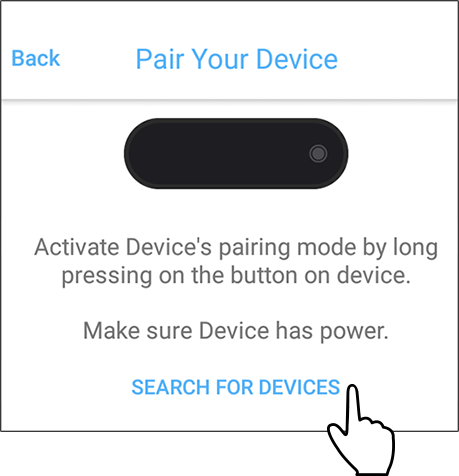 Back
Pair Your Device
Activate Device's pairing mode by long
pressing on the button on device.
Make sure Device has power.
SEARCH FOR DEVICES